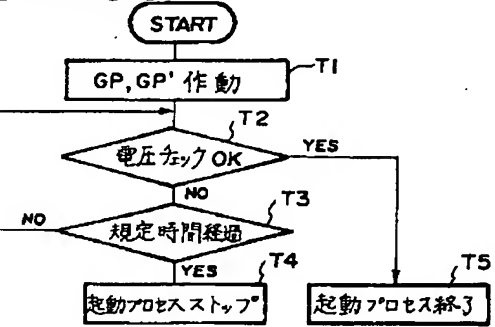 START
GP, GP' 作動
T1
T2
電圧チェックOK
YES
NO
T3
NO
規定時間経過
YES
T4
起動プロセスストップ
T5
起動プロセス終了